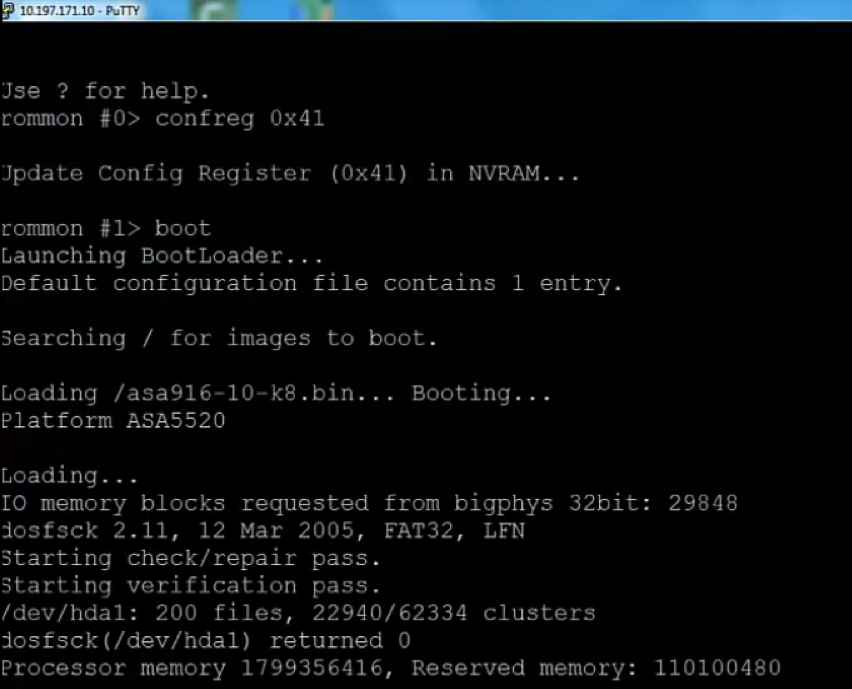 10.197.171.10 - PuTTY
Use ? for help.
rommon #0> confreg 0x41
Update Config Register (0x41) in NVRAM...
rommon #1> boot
Launching BootLoader...
Default configuration file contains 1 entry.
Searching / for images to boot.
Loading /asa916-10-k8.bin... Booting...
Platform ASA5520
Loading...
IO memory blocks requested from bigphys 32bit: 29848
dosfsck 2.11, 12 Mar 2005, FAT32, LFN
Starting check/repair pass.
Starting verification pass.
/dev/hda1: 200 files, 22940/62334 clusters
dosfsck(/dev/hda1) returned 0
Processor memory 1799356416, Reserved memory: 110100480